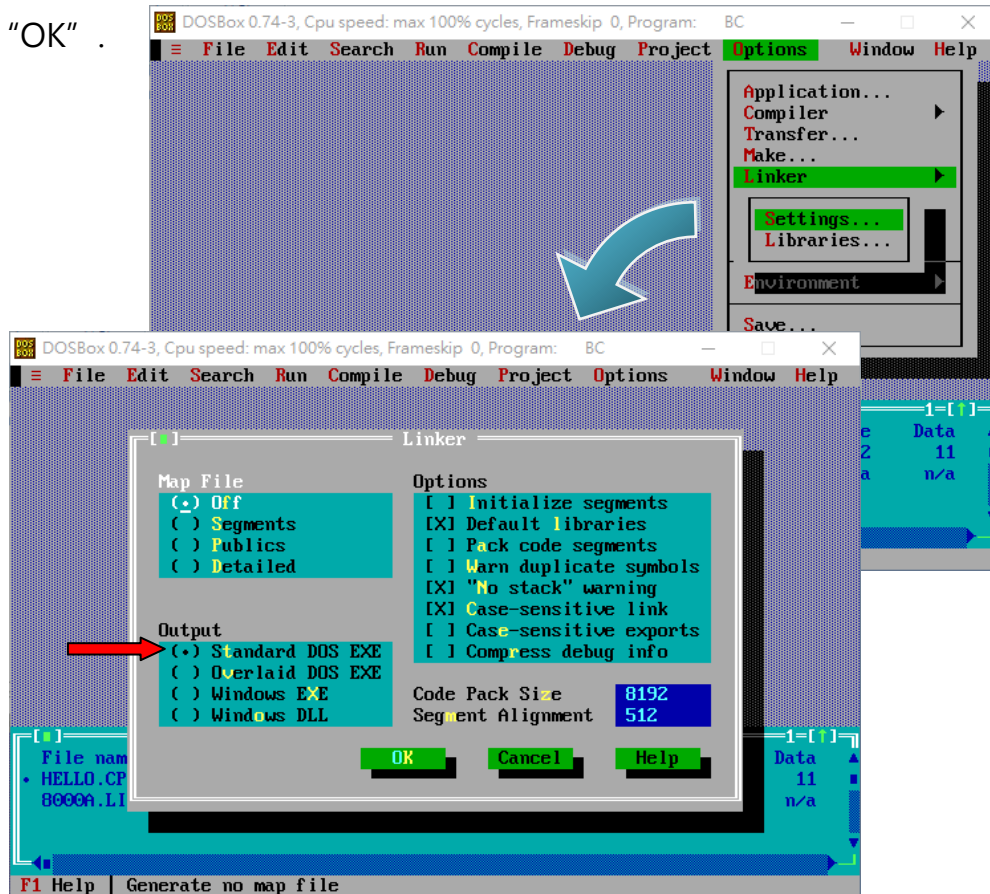 “OK” .
DOSBox 0.74-3, Cpu speed: max 100% cycles, Frameskip 0, Program: BC
≡ File Edit Search Run Compile Debug Project Options Window Help
Application...
Compiler
Transfer...
Make...
Linker
Settings...
Libraries...
Environment
Save...
1=[↑]
Data
11
n/a
DOSBox 0.74-3, Cpu speed: max 100% cycles, Frameskip 0, Program: BC
≡ File Edit Search Run Compile Debug Project Options Window Help
Linker
Map File
(•) Off
( ) Segments
( ) Publics
( ) Detailed
Options
[ ] Initialize segments
[X] Default libraries
[ ] Pack code segments
[ ] Warn duplicate symbols
[X] "No stack" warning
[X] Case-sensitive link
[ ] Case-sensitive exports
[ ] Compress debug info
Output
(•) Standard DOS EXE
( ) Overlaid DOS EXE
( ) Windows EXE
( ) Windows DLL
Code Pack Size 8192
Segment Alignment 512
OK Cancel Help
1=[↑]
File nam Data
• HELLO.CP 11
8000A.LI n/a
F1 Help | Generate no map file